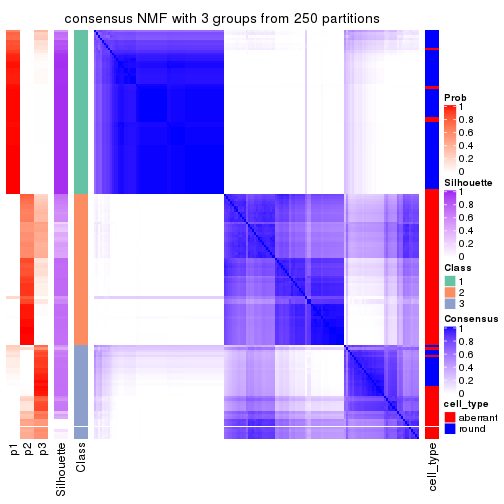 consensus NMF with 3 groups from 250 partitions
Prob
1
0.8
0.6
0.4
0.2
0
Silhouette
1
0.8
0.6
0.4
0.2
0
Class
1
2
3
Consensus
1
0.8
0.6
0.4
0.2
0
cell_type
aberrant
round
p1
p2
p3
Silhouette
Class
cell_type